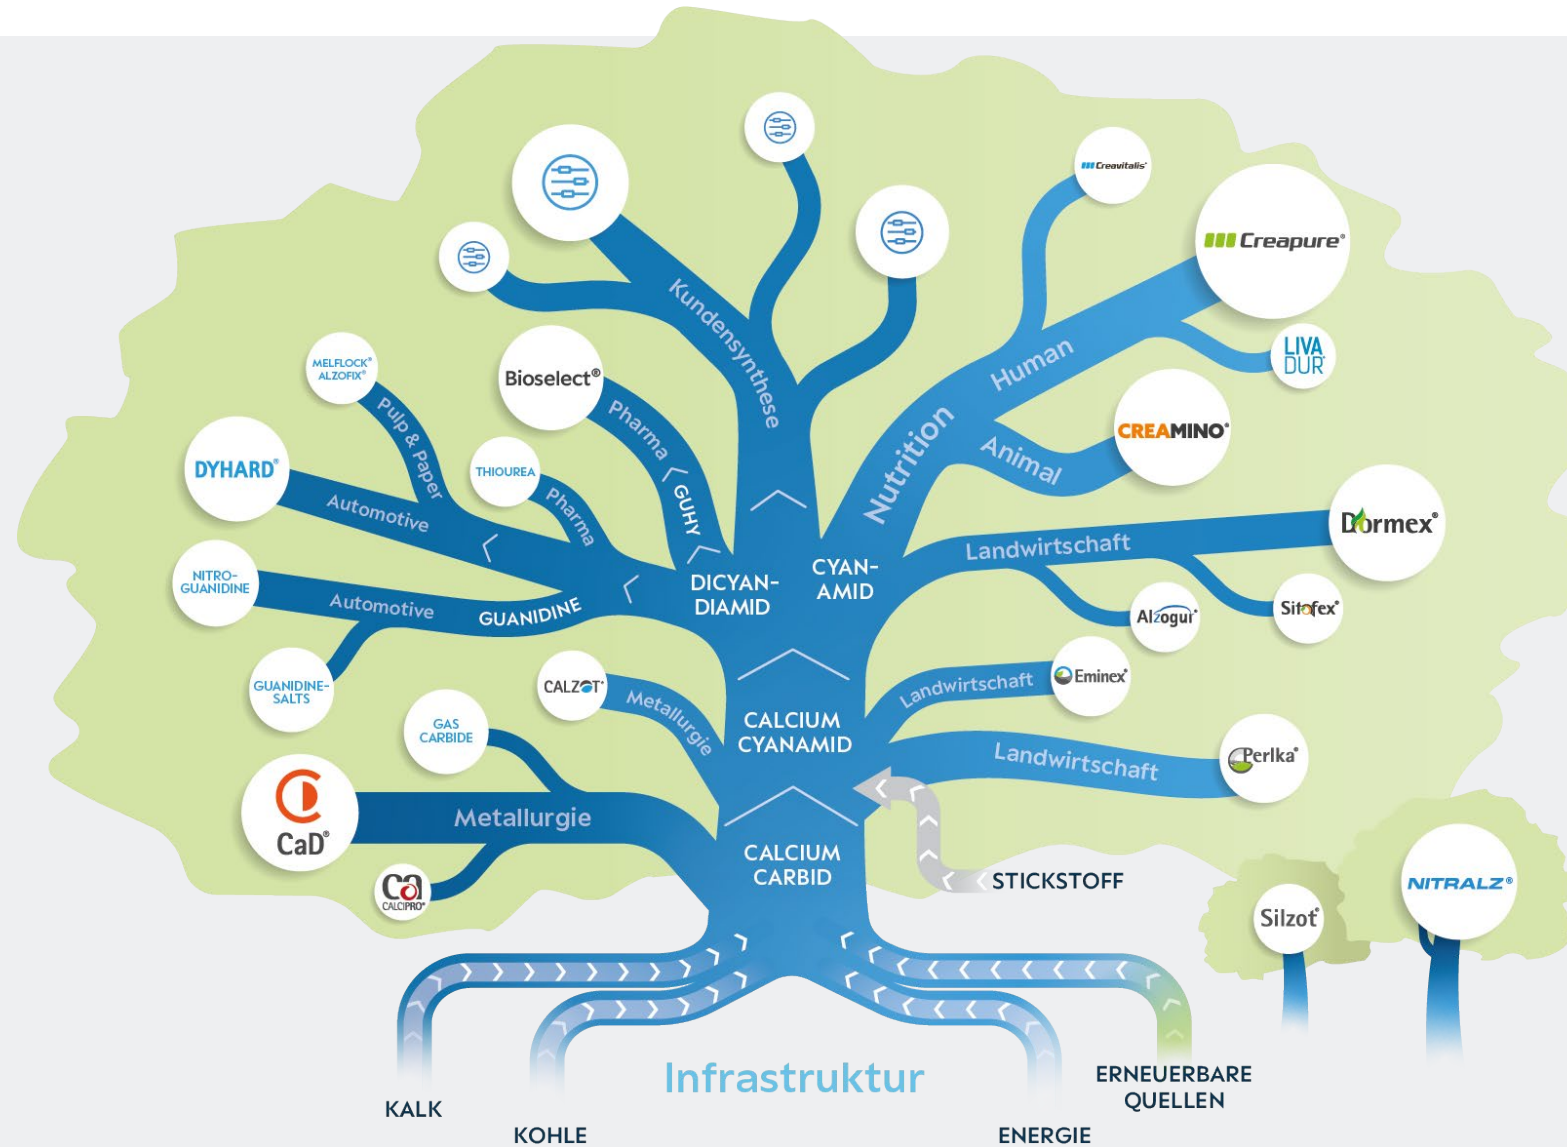 Creavitalis®
Creapure®
Kundensynthese
Human
LIVA
DUR®
MELFLOCK®
ALZOFIX®
Bioselect®
Pulp & Paper
Pharma
Nutrition
CREAMINO®
Animal
DYHARD®
THIOUREA
Automotive
Pharma
GUHY
Dormex®
Landwirtschaft
NITRO-
GUANIDINE
Automotive
GUANIDINE
DICYAN-
DIAMID
CYAN-
AMID
Alzogur®
Sitofex®
GUANIDINE-
SALTS
CALZOT®
Metallurgie
Landwirtschaft
Eminex®
GAS
CARBIDE
CALCIUM
CYANAMID
Landwirtschaft
Perlka®
CaD®
Metallurgie
CALCIUM
CARBID
STICKSTOFF
ca
CALCIPRO®
Silzot®
NITRALZ®
Infrastruktur
KALK
KOHLE
ENERGIE
ERNEUERBARE
QUELLEN